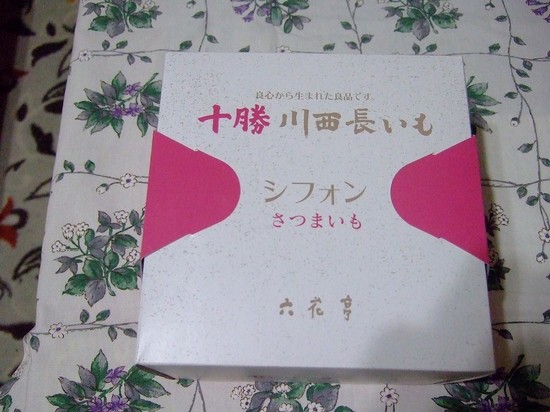 良心から生まれた良品です。
十勝川西長いも
シフォン
さつまいも
六花亭